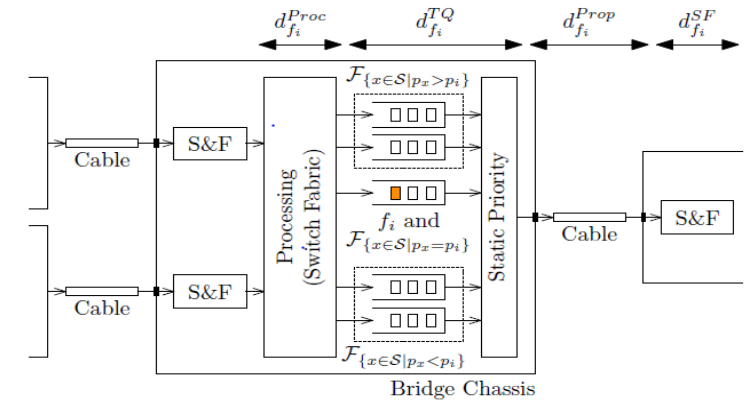 d_{f_i}^{Proc} d_{f_i}^{TQ} d_{f_i}^{Prop} d_{f_i}^{SF}
F_{\{x∈S|p_x>p_i\}}
S&F
Cable
Processing
(Switch Fabric)
f_i and
F_{\{x∈S|p_x=p_i\}}
Static Priority
Cable
S&F
S&F
Cable
F_{\{x∈S|p_x<p_i\}}
Bridge Chassis